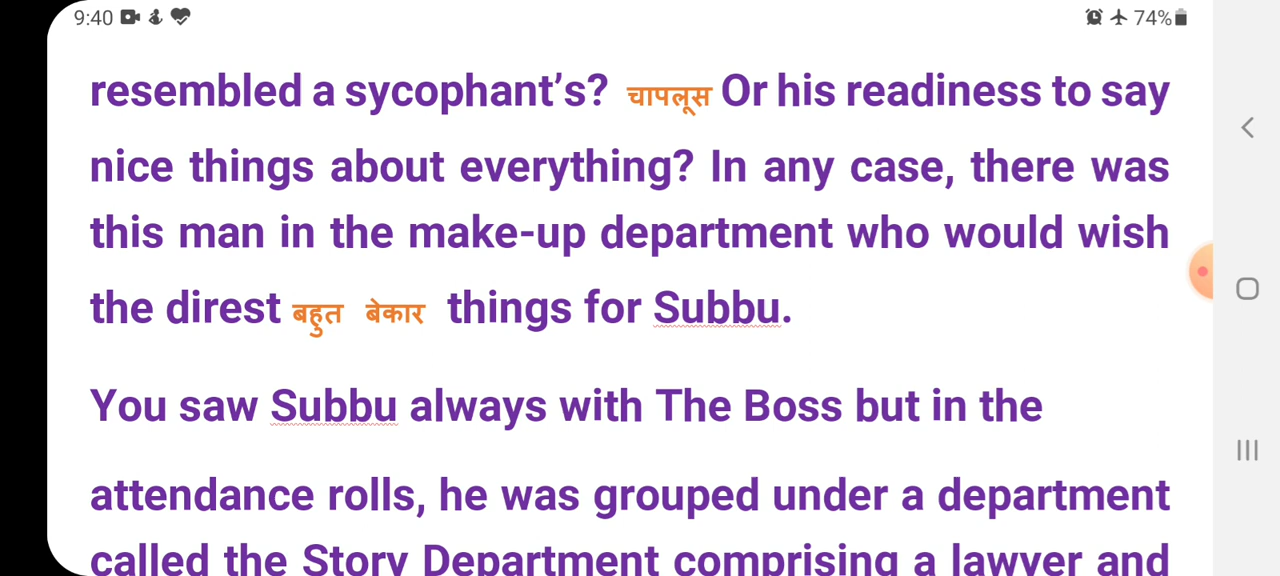 9:40 74%
resembled a sycophant’s? चापलूस Or his readiness to say
nice things about everything? In any case, there was
this man in the make-up department who would wish
the direst बहुत बेकार things for Subbu.
You saw Subbu always with The Boss but in the
attendance rolls, he was grouped under a department
called the Story Department comprising a lawyer and